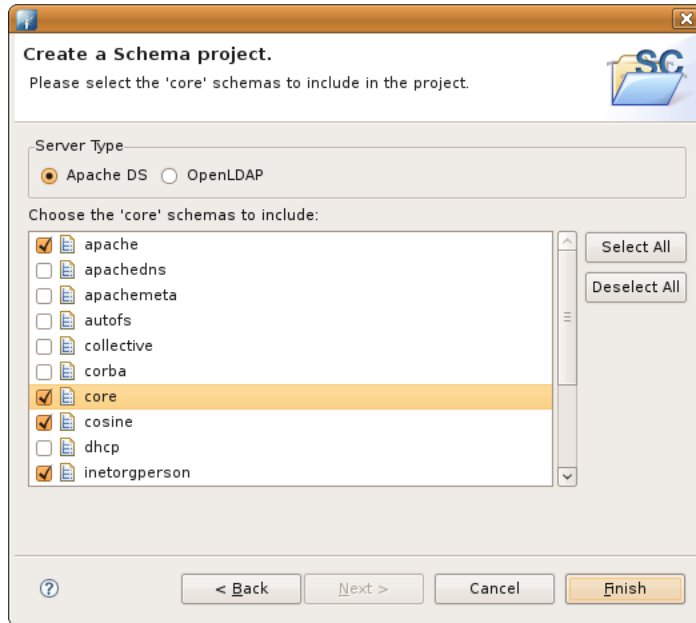 Create a Schema project.
Please select the 'core' schemas to include in the project.
SC
Server Type
Apache DS OpenLDAP
Choose the 'core' schemas to include:
apache
apachedns
apachemeta
autofs
collective
corba
core
cosine
dhcp
inetorgperson
Select All
Deselect All
?
< Back Next > Cancel Finish